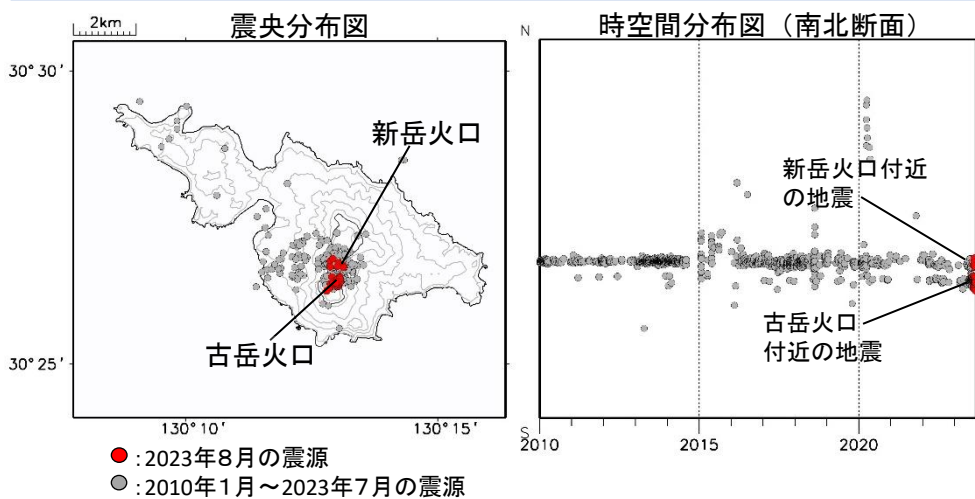 2km
震央分布図
30°30'
新岳火口
古岳火口
30°25'
130°10'
130°15'
時空間分布図（南北断面）
N
新岳火口付近
の地震
古岳火口
付近の地震
S
2010
2015
2020
:2023年８月の震源
:2010年１月～2023年７月の震源